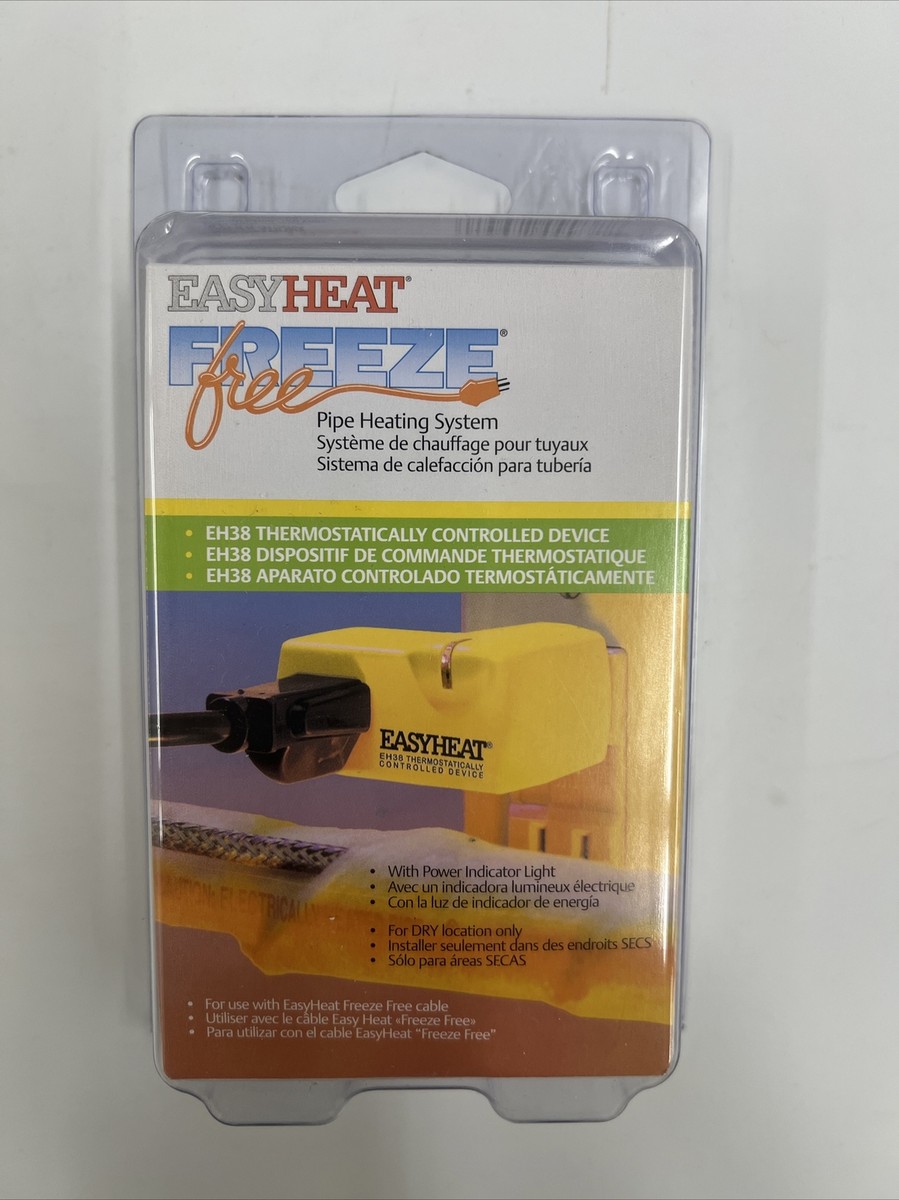 EASYHEAT®
FREEZE®
free
Pipe Heating System
Système de chauffage pour tuyaux
Sistema de calefacción para tubería
• EH38 THERMOSTATICALLY CONTROLLED DEVICE
• EH38 DISPOSITIF DE COMMANDE THERMOSTATIQUE
• EH38 APARATO CONTROLADO TERMOSTÁTICAMENTE
EASYHEAT®
EH38 THERMOSTATICALLY
CONTROLLED DEVICE
• With Power Indicator Light
• Avec un indicadora lumineux électrique
• Con la luz de indicador de energía
ELECTRICALLY
• For DRY location only
• Installer seulement dans des endroits SECS
• Sólo para áreas SECAS
• For use with EasyHeat Freeze Free cable
• Utiliser avec le câble Easy Heat «Freeze Free»
• Para utilizar con el cable EasyHeat "Freeze Free"